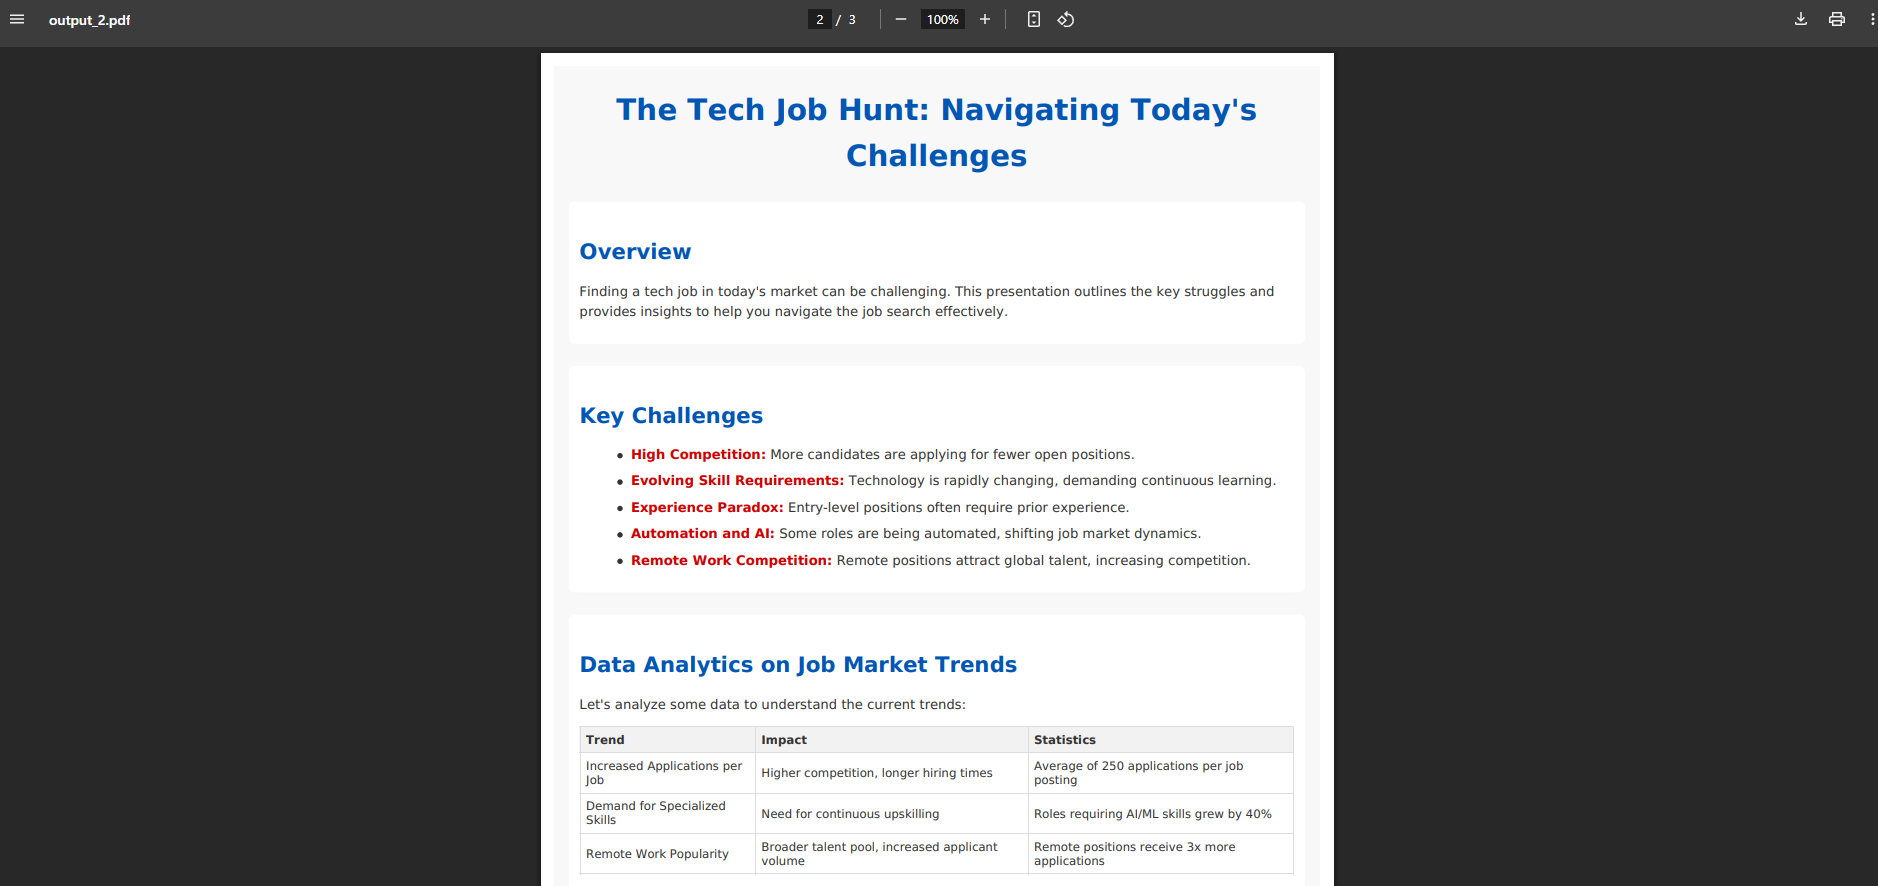 output_2.pdf
2 / 3
100%
The Tech Job Hunt: Navigating Today's
Challenges
Overview
Finding a tech job in today's market can be challenging. This presentation outlines the key struggles and
provides insights to help you navigate the job search effectively.
Key Challenges
• High Competition: More candidates are applying for fewer open positions.
• Evolving Skill Requirements: Technology is rapidly changing, demanding continuous learning.
• Experience Paradox: Entry-level positions often require prior experience.
• Automation and AI: Some roles are being automated, shifting job market dynamics.
• Remote Work Competition: Remote positions attract global talent, increasing competition.
Data Analytics on Job Market Trends
Let's analyze some data to understand the current trends:
Trend Impact Statistics
Increased Applications per
Job
Higher competition, longer hiring times
Average of 250 applications per job
posting
Demand for Specialized
Skills
Need for continuous upskilling
Roles requiring AI/ML skills grew by 40%
Remote Work Popularity
Broader talent pool, increased applicant
volume
Remote positions receive 3x more
applications